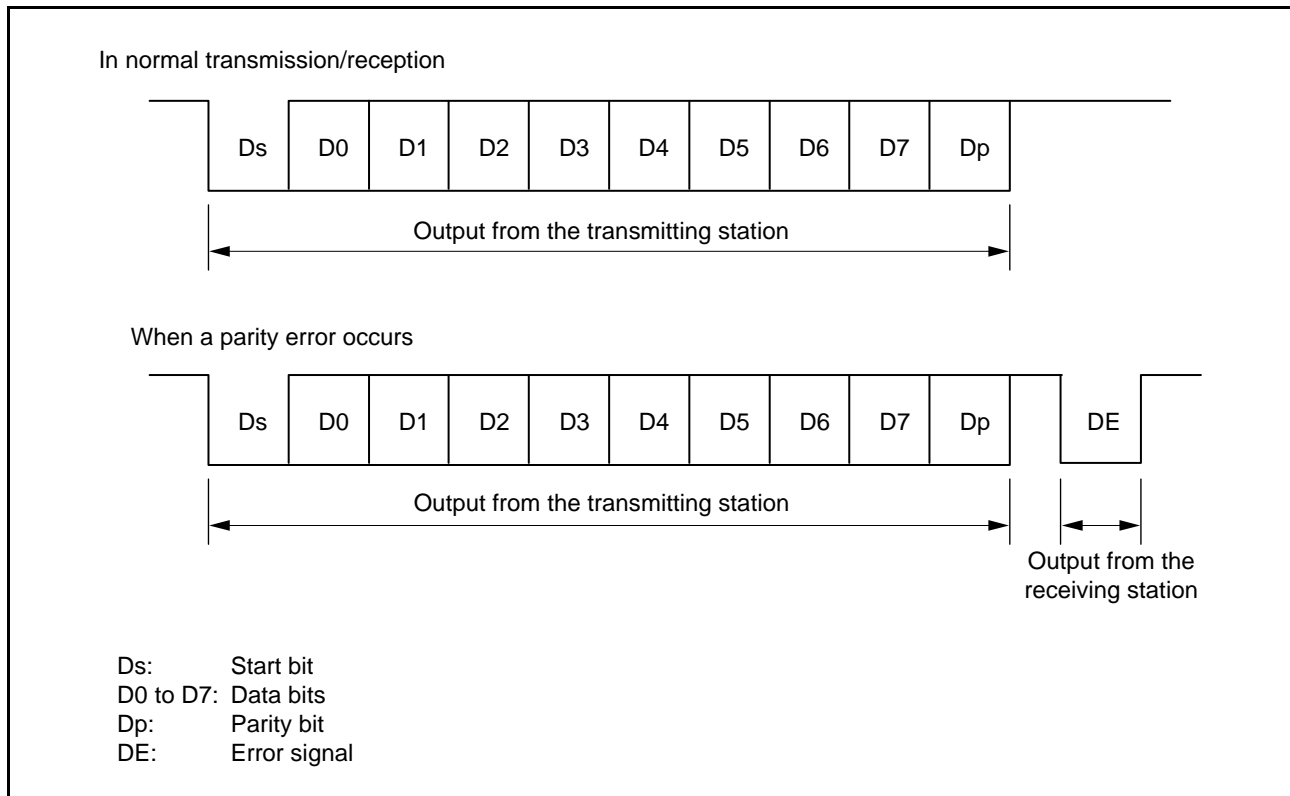 In normal transmission/reception
Ds D0 D1 D2 D3 D4 D5 D6 D7 Dp
Output from the transmitting station
When a parity error occurs
Ds D0 D1 D2 D3 D4 D5 D6 D7 Dp DE
Output from the transmitting station
Output from the
receiving station
Ds: Start bit
D0 to D7: Data bits
Dp: Parity bit
DE: Error signal